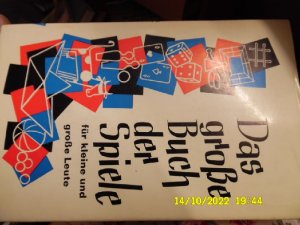 Das
große
Buch
der
Spiele
für kleine und
große Leute
14/10/2022 19:44